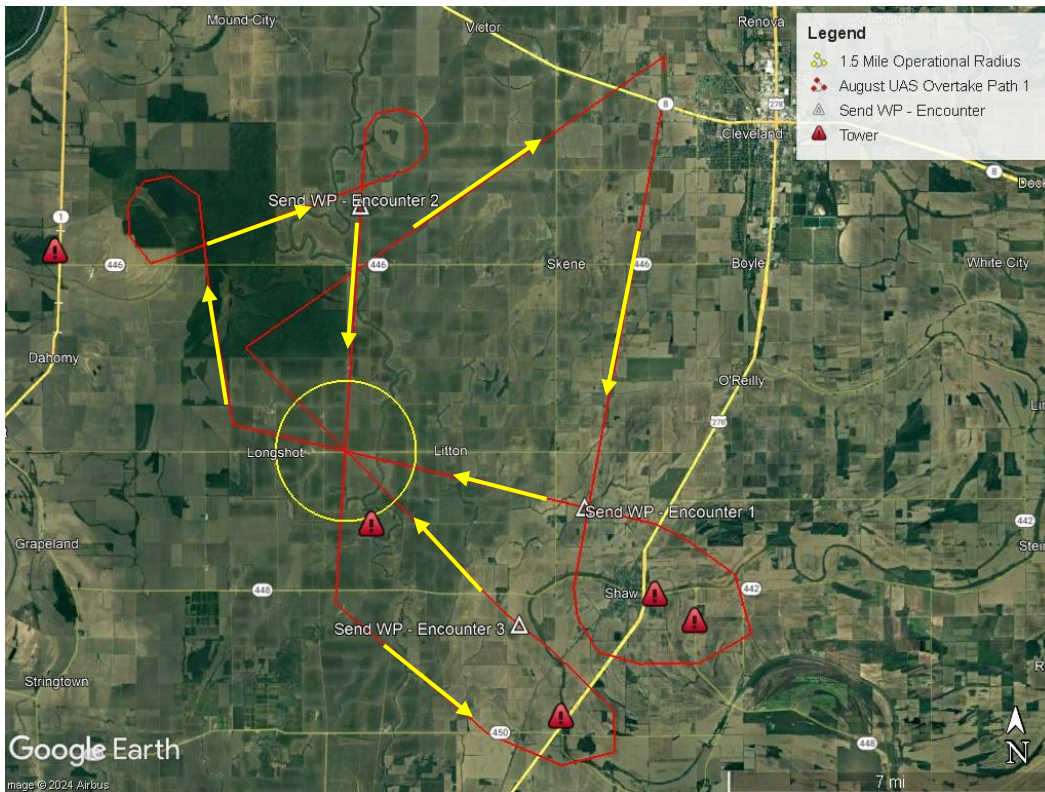 Mound City
Victor
Renova
Legend
1.5 Mile Operational Radius
August UAS Overtake Path 1
Send WP - Encounter
Tower
8
278
Cleveland
8
Dock
Send WP - Encounter 2
1
446
446
Skene
446
Boyle
White City
Dahomy
O'Reilly
278
Longshot
Litton
Send WP - Encounter 1
442
Grapeland
448
Shaw
442
Send WP - Encounter 3
Stringtown
450
448
Google Earth
N
7 mi
mage © 2024 Airbus